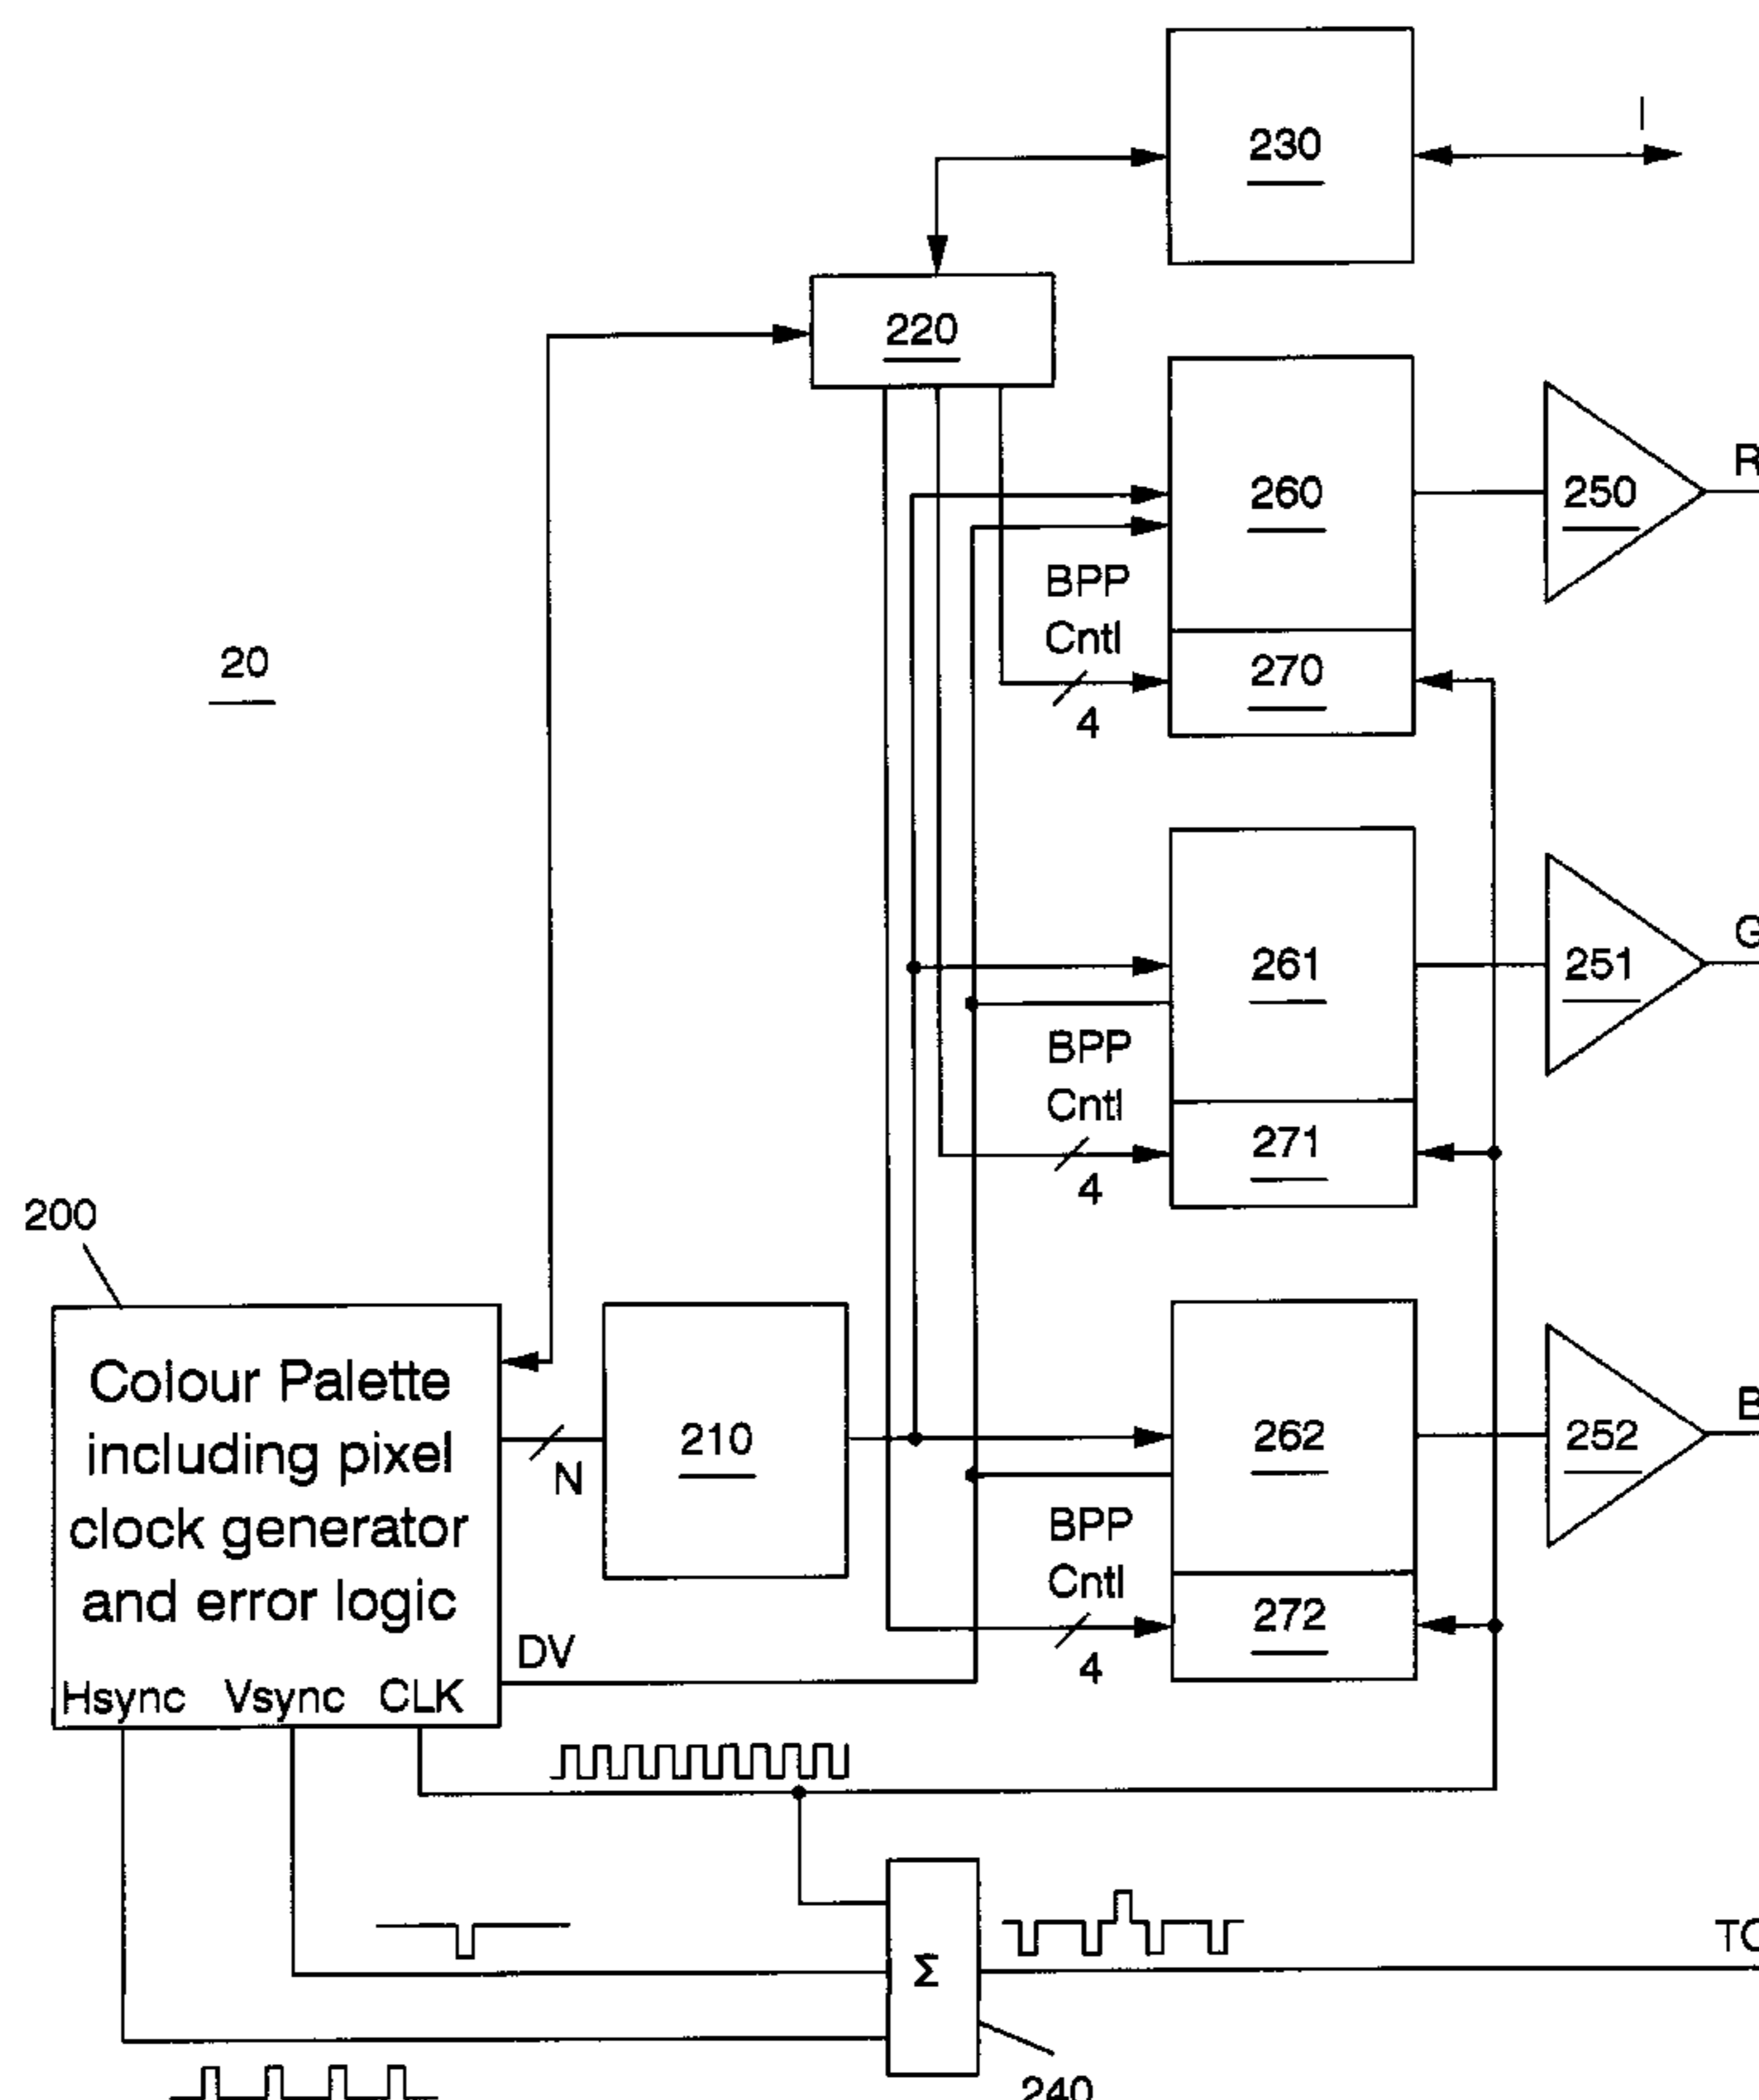 230
I
220
260
250
R
BPP
Cntl
4
270
20
261
251
G
BPP
Cntl
4
271
200
Colour Palette
including pixel
clock generator
and error logic
Hsync Vsync CLK
N
210
DV
262
252
B
BPP
Cntl
4
272
Σ
240